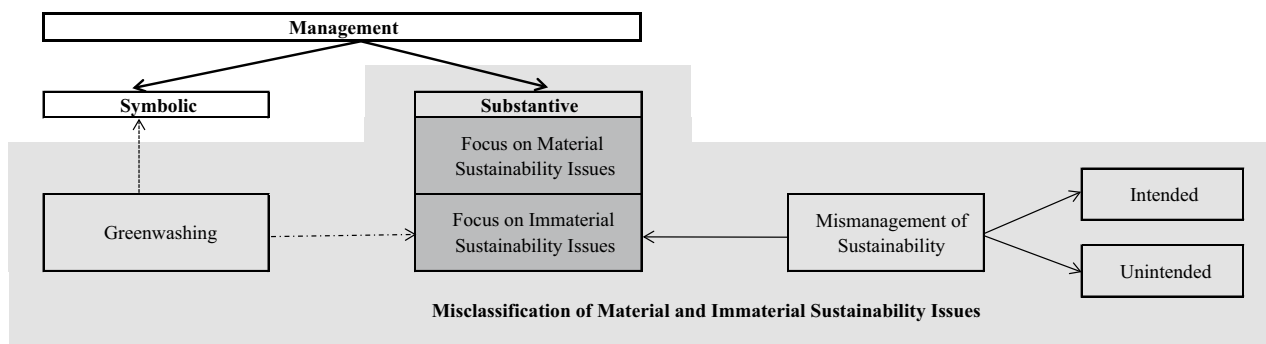 Management
Symbolic
Substantive
Focus on Material
Sustainability Issues
Greenwashing
Focus on Immaterial
Sustainability Issues
Mismanagement of
Sustainability
Intended
Unintended
Misclassification of Material and Immaterial Sustainability Issues